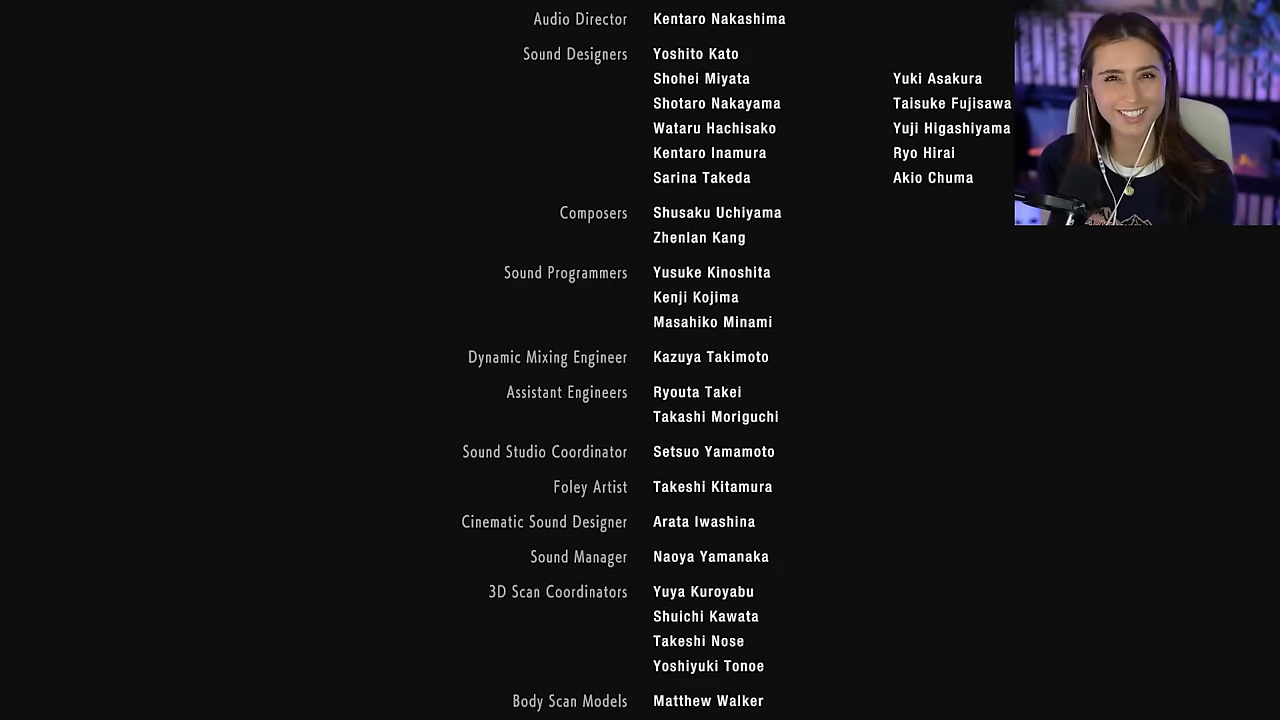 Audio Director Kentaro Nakashima
Sound Designers Yoshito Kato
Shohei Miyata Yuki Asakura
Shotaro Nakayama Taisuke Fujisawa
Wataru Hachisako Yuji Higashiyama
Kentaro Inamura Ryo Hirai
Sarina Takeda Akio Chuma
Composers Shusaku Uchiyama
Zhenlan Kang
Sound Programmers Yusuke Kinoshita
Kenji Kojima
Masahiko Minami
Dynamic Mixing Engineer Kazuya Takimoto
Assistant Engineers Ryouta Takei
Takashi Moriguchi
Sound Studio Coordinator Setsuo Yamamoto
Foley Artist Takeshi Kitamura
Cinematic Sound Designer Arata Iwashina
Sound Manager Naoya Yamanaka
3D Scan Coordinators Yuya Kuroyabu
Shuichi Kawata
Takeshi Nose
Yoshiyuki Tonoe
Body Scan Models Matthew Walker